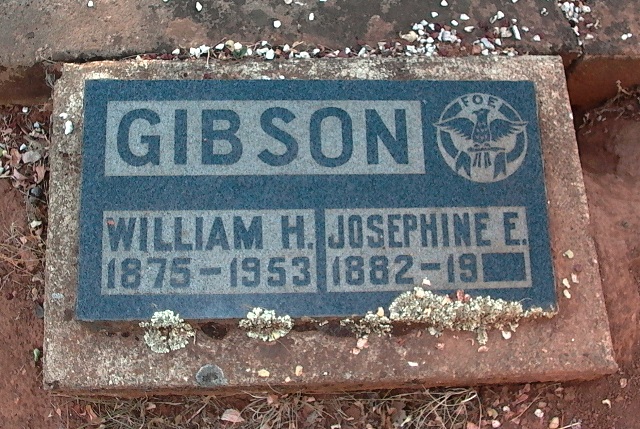 GIBSON
FOE
WILLIAM H.
1875-1953
JOSEPHINE E.
1882-19